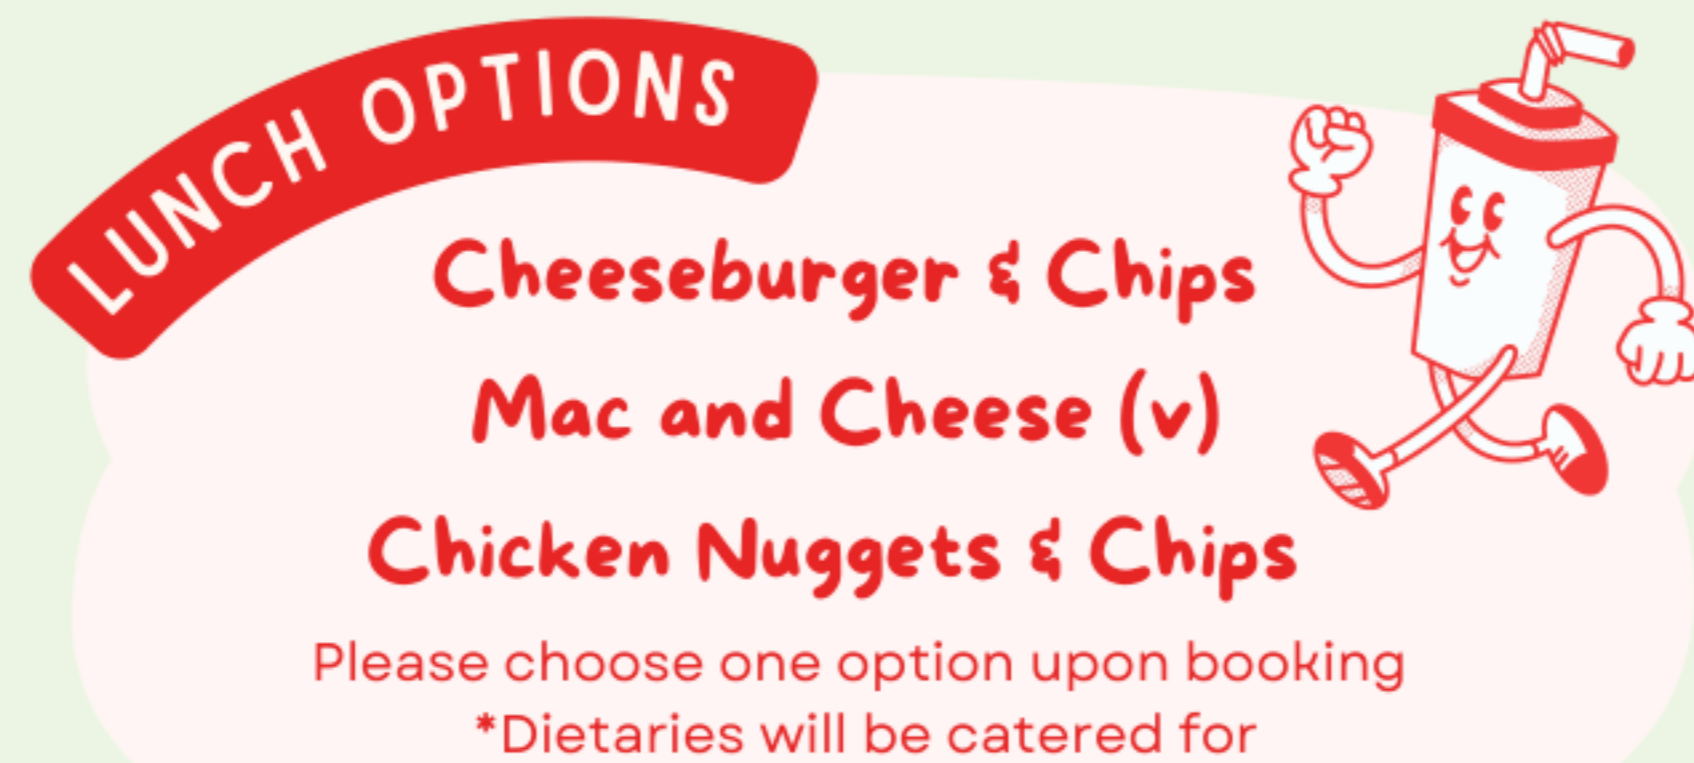 LUNCH OPTIONS
Cheeseburger & Chips
Mac and Cheese (v)
Chicken Nuggets & Chips
Please choose one option upon booking
*Dietaries will be catered for